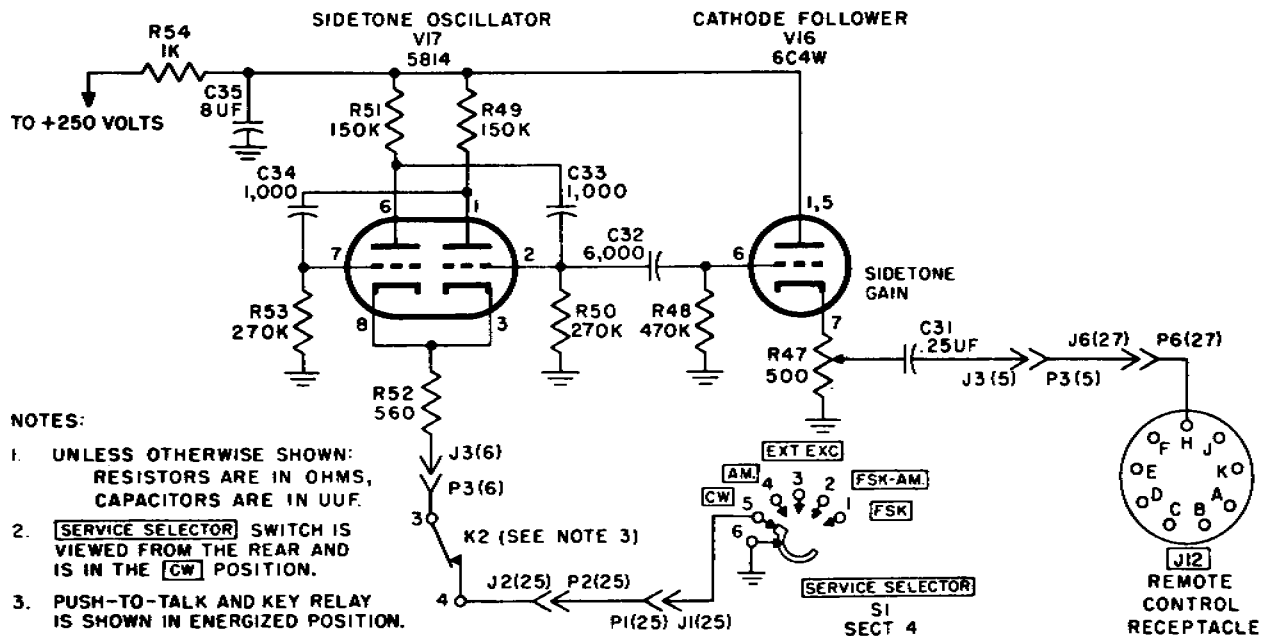 SIDETONE OSCILLATOR
V17
5814
CATHODE FOLLOWER
V16
6C4W
R54
1K
C35
8UF
TO +250 VOLTS
R51
150K
R49
150K
C34
1,000
C33
1,000
6
1
7
2
8
3
C32
6,000
1,5
6
7
SIDETONE
GAIN
R53
270K
R50
270K
R48
470K
R47
500
C31
.25UF
J3(5)
P3(5)
J6(27)
P6(27)
R52
560
J3(6)
P3(6)
3
K2 (SEE NOTE 3)
4
J2(25)
P2(25)
P1(25)
J1(25)
EXT EXC
AM.
FSK-AM.
CW
FSK
4
3
2
5
1
6
SERVICE SELECTOR
S1
SECT 4
H
F
J
E
K
D
A
C
B
J12
REMOTE
CONTROL
RECEPTACLE
NOTES:
1. UNLESS OTHERWISE SHOWN:
RESISTORS ARE IN OHMS,
CAPACITORS ARE IN UUF.
2. SERVICE SELECTOR SWITCH IS
VIEWED FROM THE REAR AND
IS IN THE CW POSITION.
3. PUSH-TO-TALK AND KEY RELAY
IS SHOWN IN ENERGIZED POSITION.